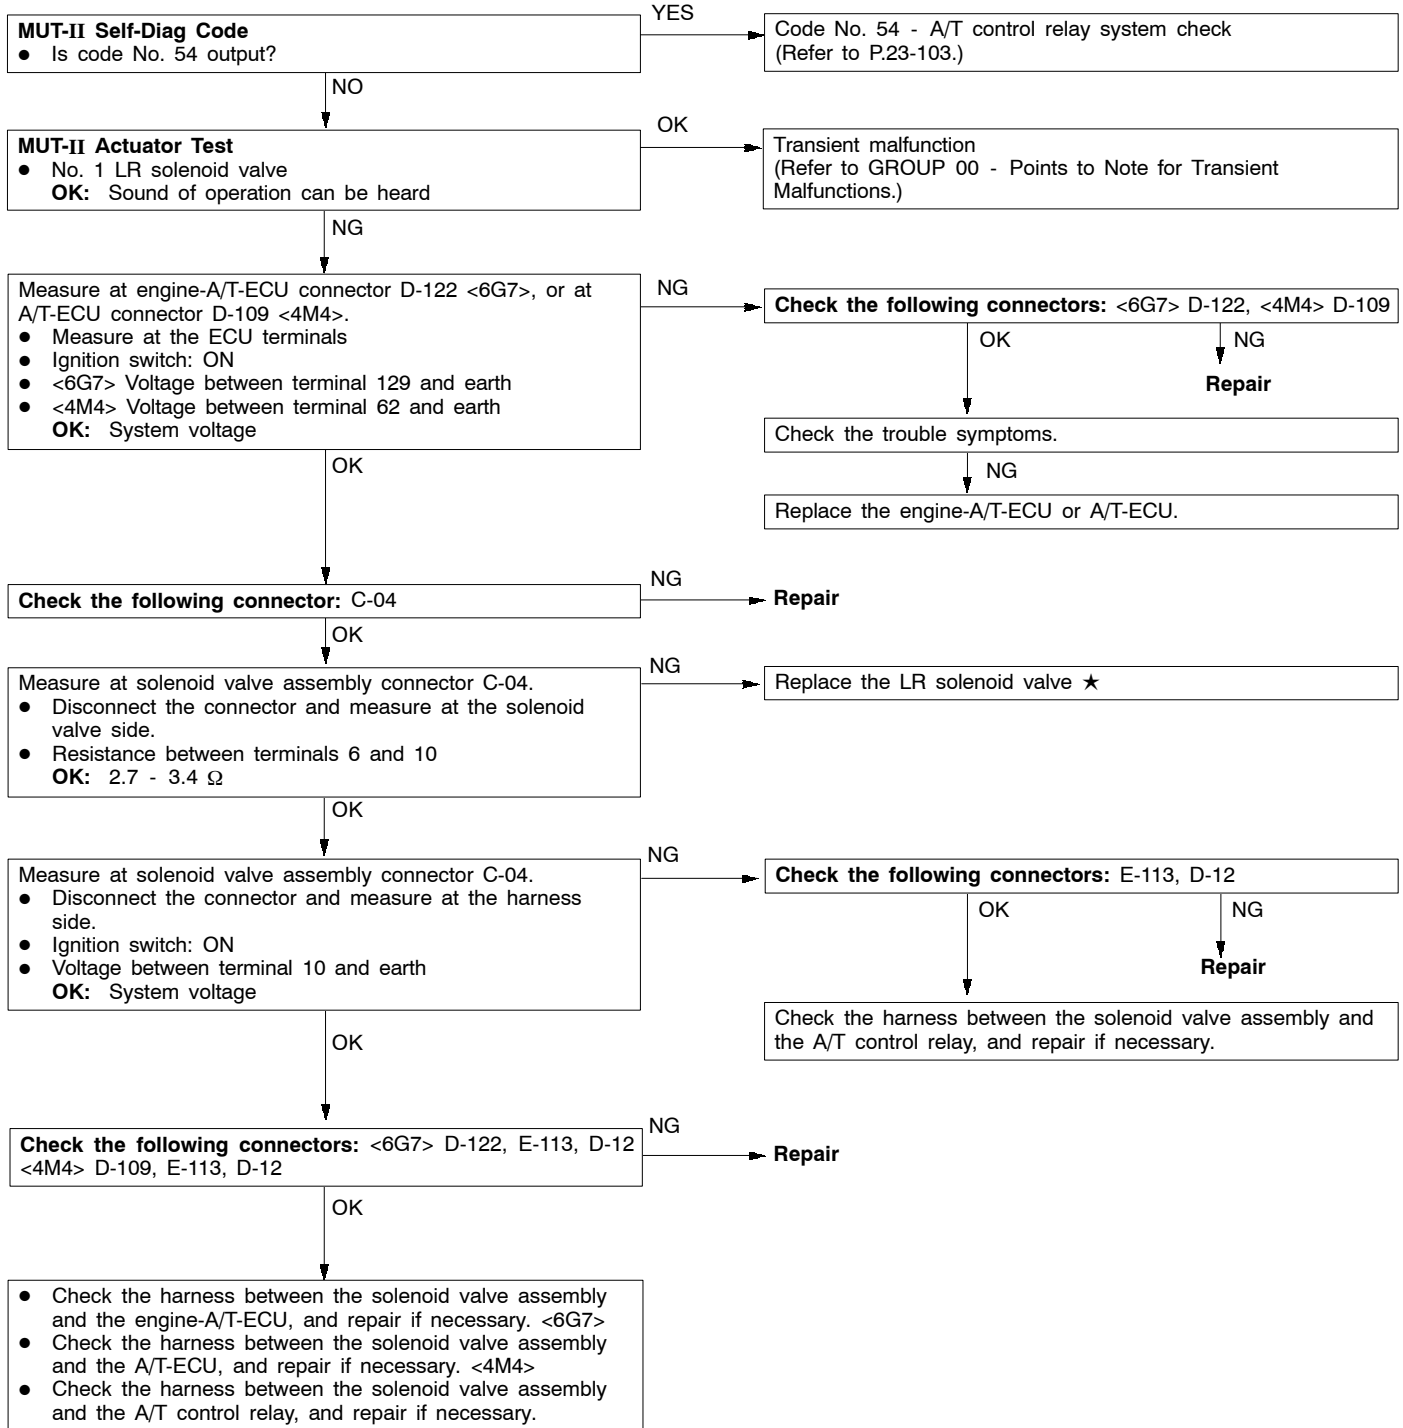 MUT-II Self-Diag Code
● Is code No. 54 output?
YES
Code No. 54 - A/T control relay system check
(Refer to P.23-103.)
NO
MUT-II Actuator Test
● No. 1 LR solenoid valve
OK: Sound of operation can be heard
OK
Transient malfunction
(Refer to GROUP 00 - Points to Note for Transient
Malfunctions.)
NG
Measure at engine-A/T-ECU connector D-122 <6G7>, or at
A/T-ECU connector D-109 <4M4>.
● Measure at the ECU terminals
● Ignition switch: ON
● <6G7> Voltage between terminal 129 and earth
● <4M4> Voltage between terminal 62 and earth
OK: System voltage
NG
Check the following connectors: <6G7> D-122, <4M4> D-109
OK
NG
Repair
Check the trouble symptoms.
NG
Replace the engine-A/T-ECU or A/T-ECU.
OK
Check the following connector: C-04
NG
Repair
OK
Measure at solenoid valve assembly connector C-04.
● Disconnect the connector and measure at the solenoid
valve side.
● Resistance between terminals 6 and 10
OK: 2.7 - 3.4 Ω
NG
Replace the LR solenoid valve ★
OK
Measure at solenoid valve assembly connector C-04.
● Disconnect the connector and measure at the harness
side.
● Ignition switch: ON
● Voltage between terminal 10 and earth
OK: System voltage
NG
Check the following connectors: E-113, D-12
OK
NG
Repair
Check the harness between the solenoid valve assembly and
the A/T control relay, and repair if necessary.
OK
Check the following connectors: <6G7> D-122, E-113, D-12
<4M4> D-109, E-113, D-12
NG
Repair
OK
● Check the harness between the solenoid valve assembly
and the engine-A/T-ECU, and repair if necessary. <6G7>
● Check the harness between the solenoid valve assembly
and the A/T-ECU, and repair if necessary. <4M4>
● Check the harness between the solenoid valve assembly
and the A/T control relay, and repair if necessary.